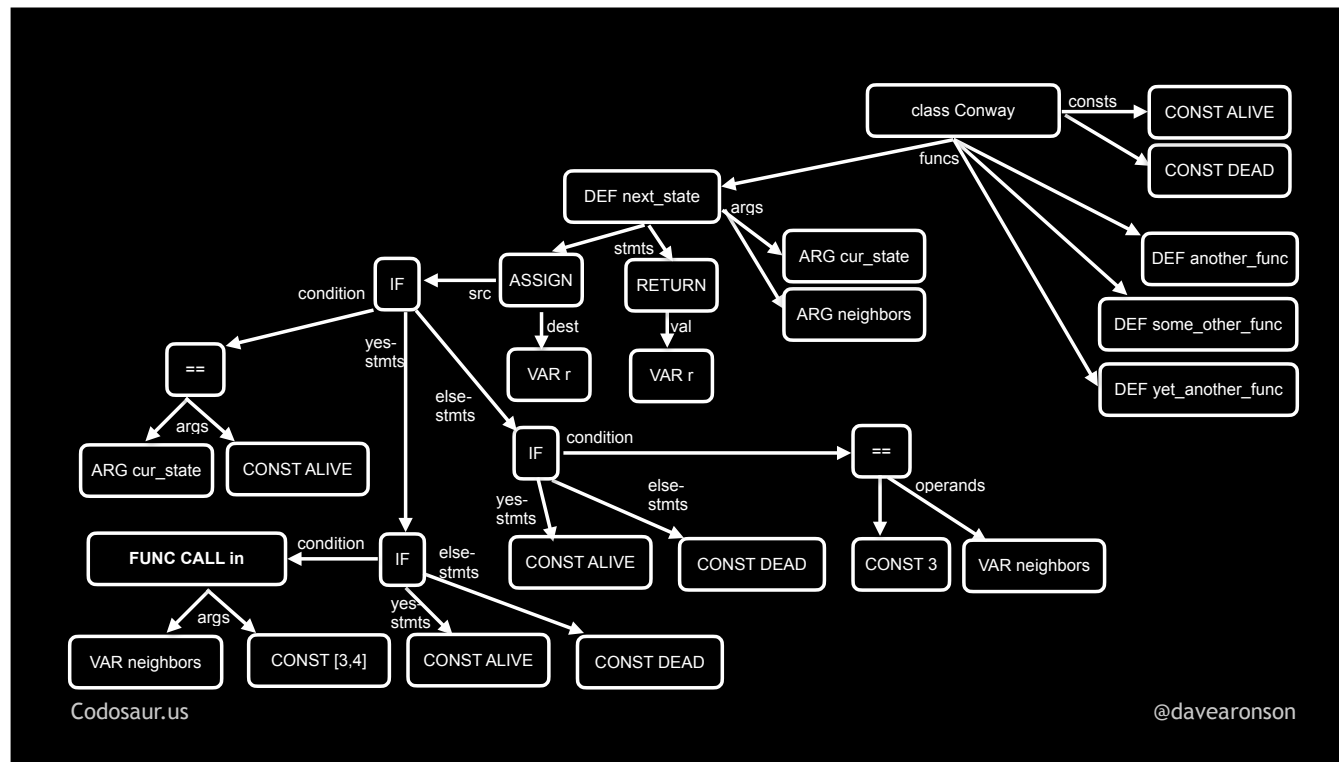 class Conway
consts
CONST ALIVE
CONST DEAD
funcs
DEF next_state
args
stmts
ARG cur_state
ARG neighbors
DEF another_func
DEF some_other_func
DEF yet_another_func
IF
src
ASSIGN
RETURN
condition
dest
val
VAR r
VAR r
==
yes-
stmts
else-
stmts
args
ARG cur_state
CONST ALIVE
IF
condition
==
yes-
stmts
else-
stmts
operands
CONST ALIVE
CONST DEAD
CONST 3
VAR neighbors
FUNC CALL in
condition
IF
else-
stmts
args
yes-
stmts
VAR neighbors
CONST [3,4]
CONST ALIVE
CONST DEAD
Codosaur.us
@davearonson